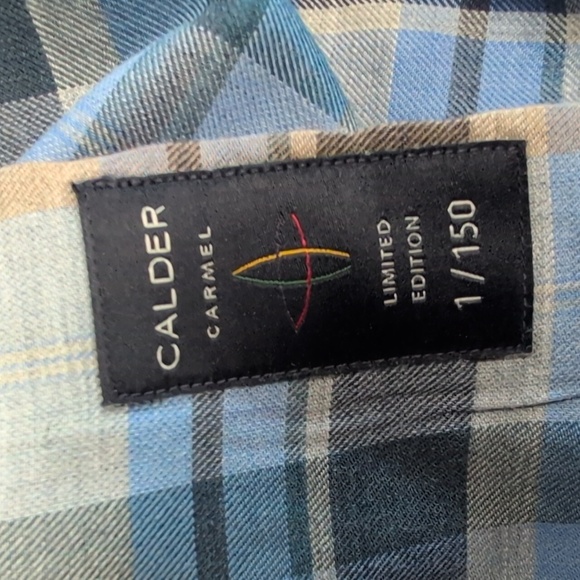 CALDER
CARMEL
LIMITED
EDITION
1/150